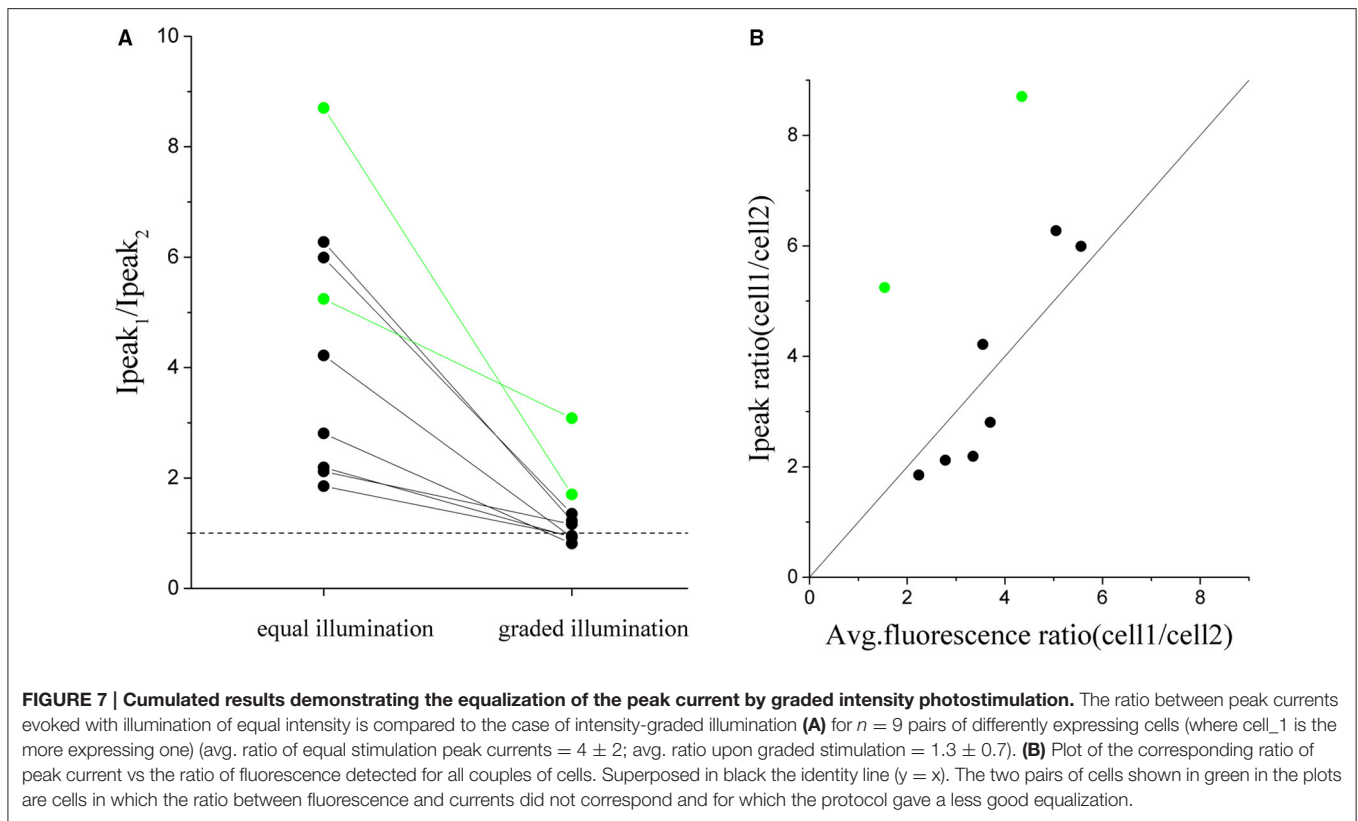 A
10
8
6
4
2
0
Ipeak₁/Ipeak₂
equal illumination
graded illumination
B
8
6
4
2
0
Ipeak ratio(cell1/cell2)
0
2
4
6
8
Avg.fluorescence ratio(cell1/cell2)
FIGURE 7 | Cumulated results demonstrating the equalization of the peak current by graded intensity photostimulation. The ratio between peak currents
evoked with illumination of equal intensity is compared to the case of intensity-graded illumination (A) for n = 9 pairs of differently expressing cells (where cell_1 is the
more expressing one) (avg. ratio of equal stimulation peak currents = 4 ± 2; avg. ratio upon graded stimulation = 1.3 ± 0.7). (B) Plot of the corresponding ratio of
peak current vs the ratio of fluorescence detected for all couples of cells. Superposed in black the identity line (y = x). The two pairs of cells shown in green in the plots
are cells in which the ratio between fluorescence and currents did not correspond and for which the protocol gave a less good equalization.